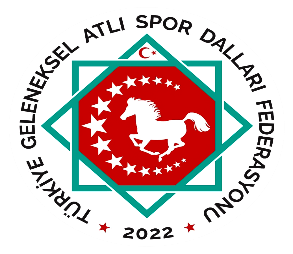 TÜRKİYE GELENEKSEL ATLI SPOR DALLARI FEDERASYONU
2022